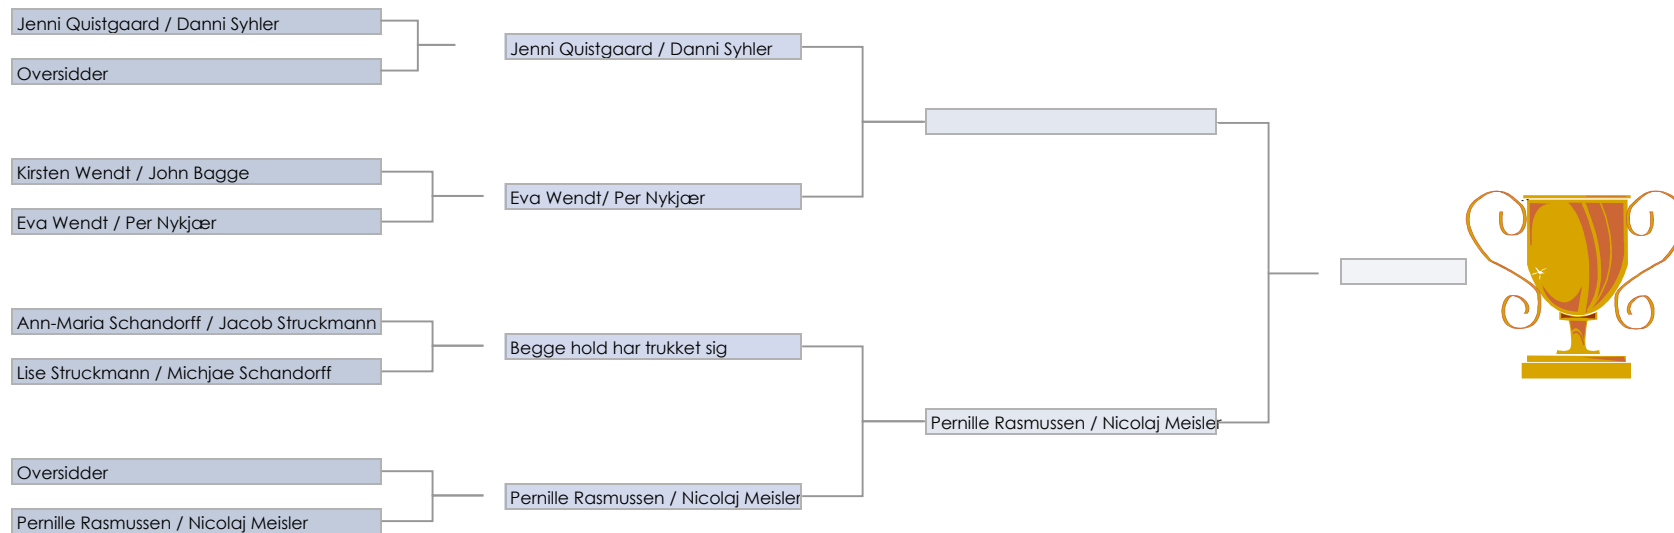 Jenni Quistgaard / Danni Syhler
Oversidder
Kirsten Wendt / John Bagge
Eva Wendt / Per Nykjær
Ann-Maria Schandorff / Jacob Struckmann
Lise Struckmann / Michjae Schandorff
Oversidder
Pernille Rasmussen / Nicolaj Meisler
Jenni Quistgaard / Danni Syhler
Eva Wendt/ Per Nykjær
Begge hold har trukket sig
Pernille Rasmussen / Nicolaj Meisler
Pernille Rasmussen / Nicolaj Meisler